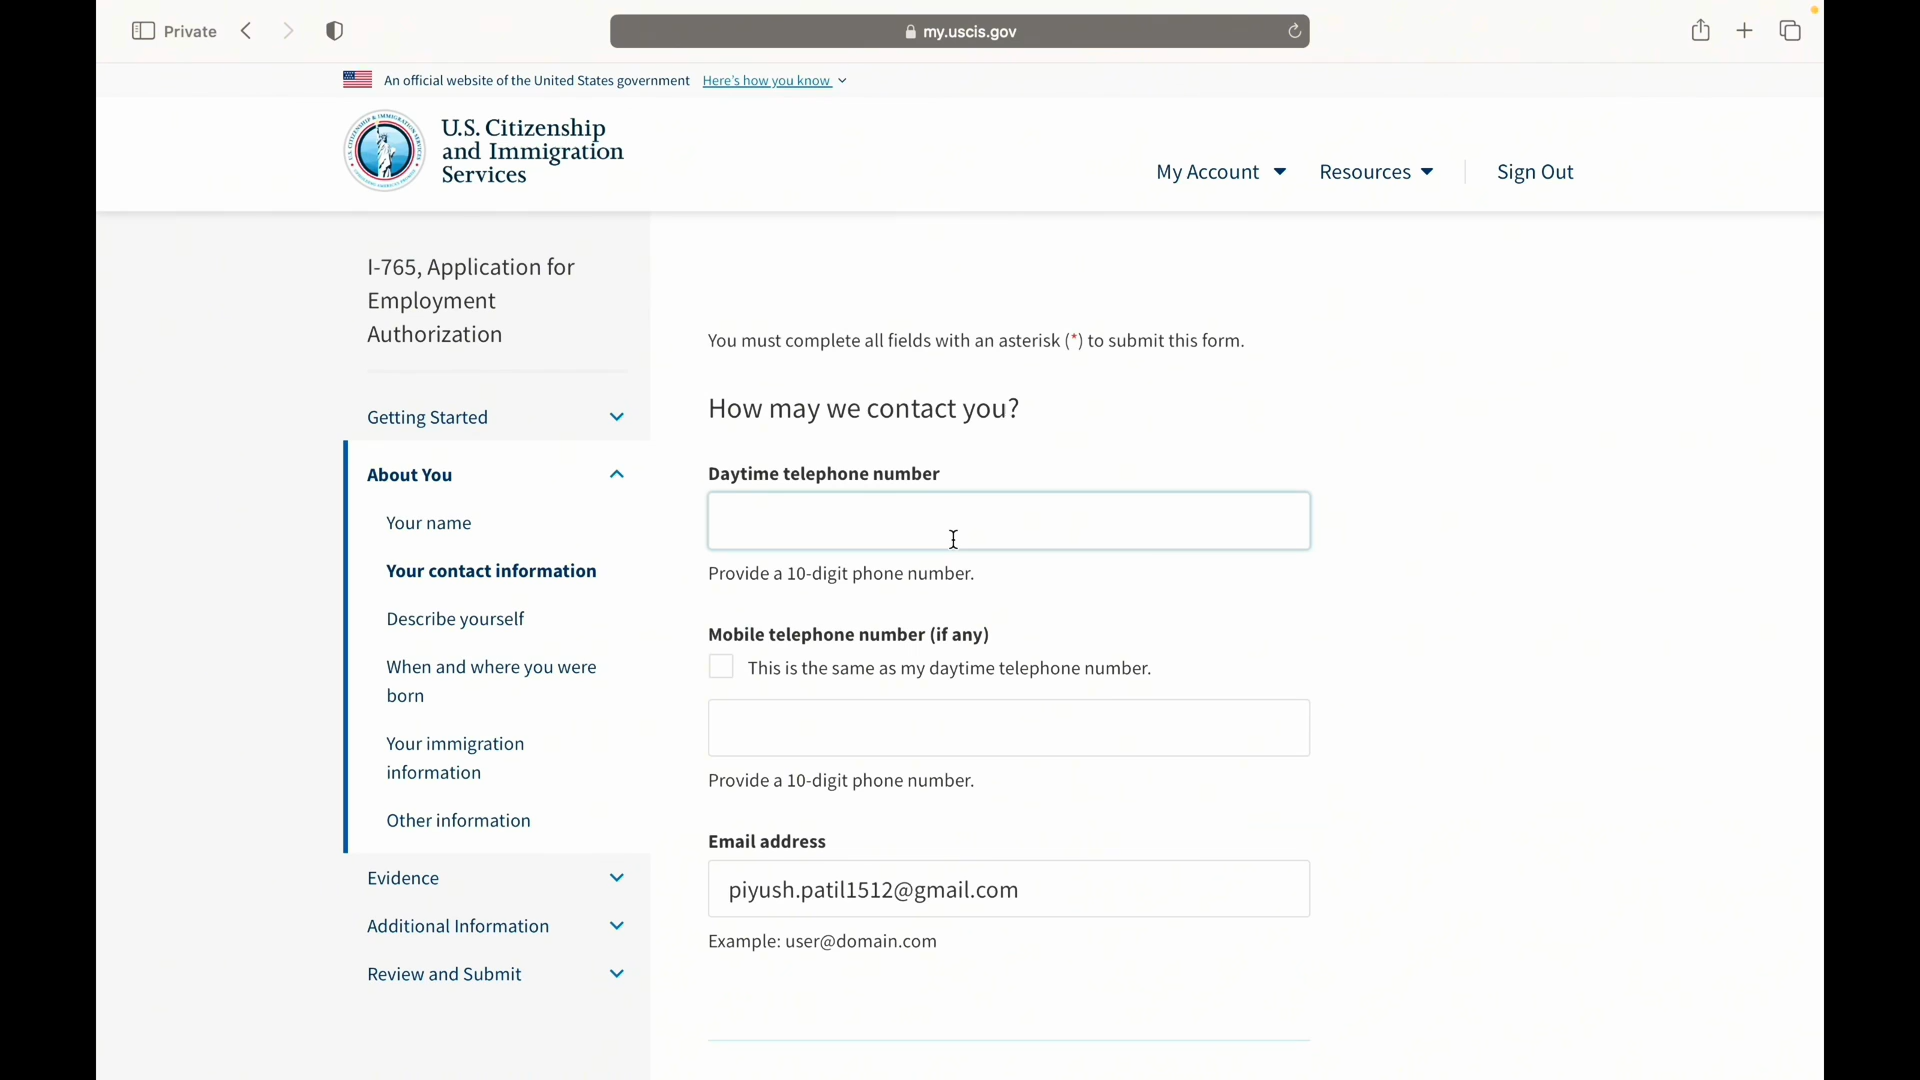 Private
my.uscis.gov
An official website of the United States government Here's how you know
U.S. Citizenship
and Immigration
Services
My Account
Resources
Sign Out
I-765, Application for
Employment
Authorization
Getting Started
About You
Your name
Your contact information
Describe yourself
When and where you were
born
Your immigration
information
Other information
Evidence
Additional Information
Review and Submit
You must complete all fields with an asterisk (*) to submit this form.
How may we contact you?
Daytime telephone number
Provide a 10-digit phone number.
Mobile telephone number (if any)
This is the same as my daytime telephone number.
Provide a 10-digit phone number.
Email address
piyush.patil1512@gmail.com
Example: user@domain.com